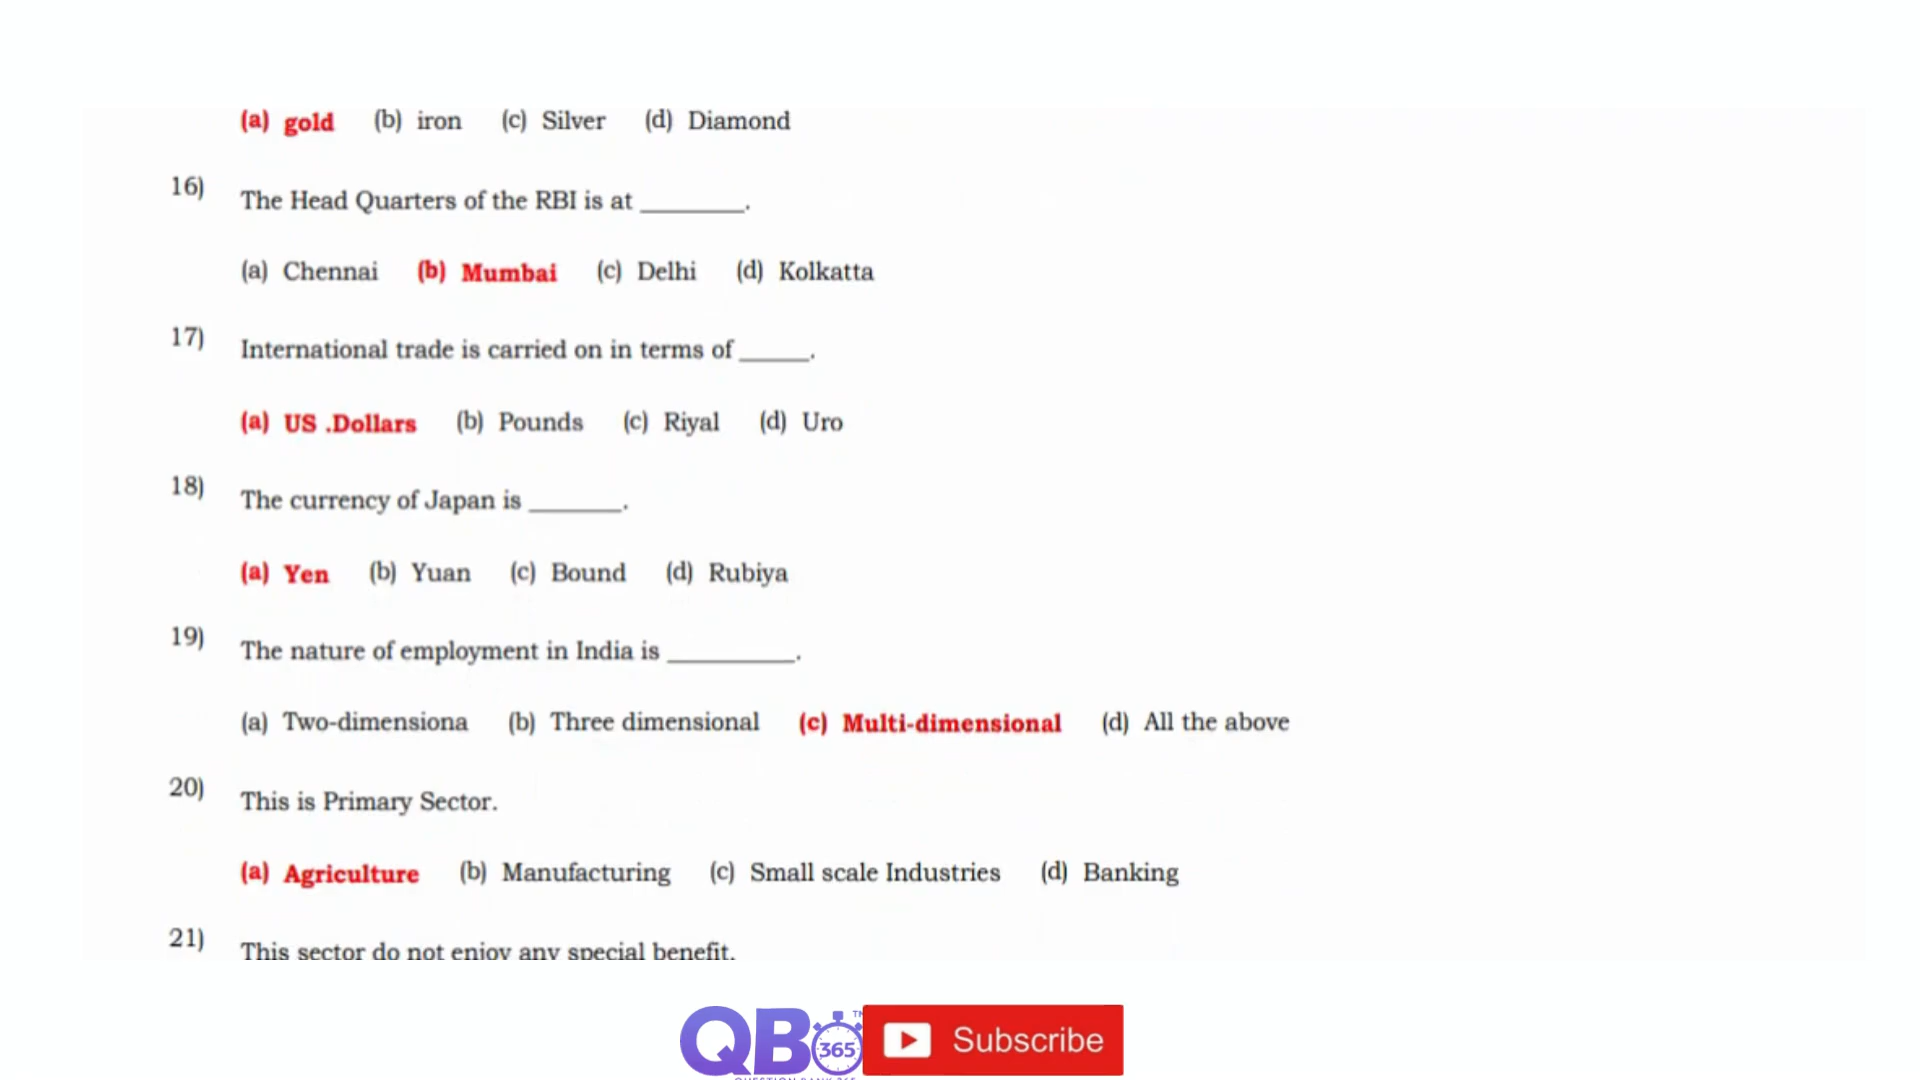 (a) gold (b) iron (c) Silver (d) Diamond
16) The Head Quarters of the RBI is at ________.
(a) Chennai (b) Mumbai (c) Delhi (d) Kolkatta
17) International trade is carried on in terms of _____.
(a) US .Dollars (b) Pounds (c) Riyal (d) Uro
18) The currency of Japan is _______.
(a) Yen (b) Yuan (c) Bound (d) Rubiya
19) The nature of employment in India is __________.
(a) Two-dimensiona (b) Three dimensional (c) Multi-dimensional (d) All the above
20) This is Primary Sector.
(a) Agriculture (b) Manufacturing (c) Small scale Industries (d) Banking
21) This sector do not enjoy any special benefit.
QB 365 Subscribe
QUESTION BANK 365